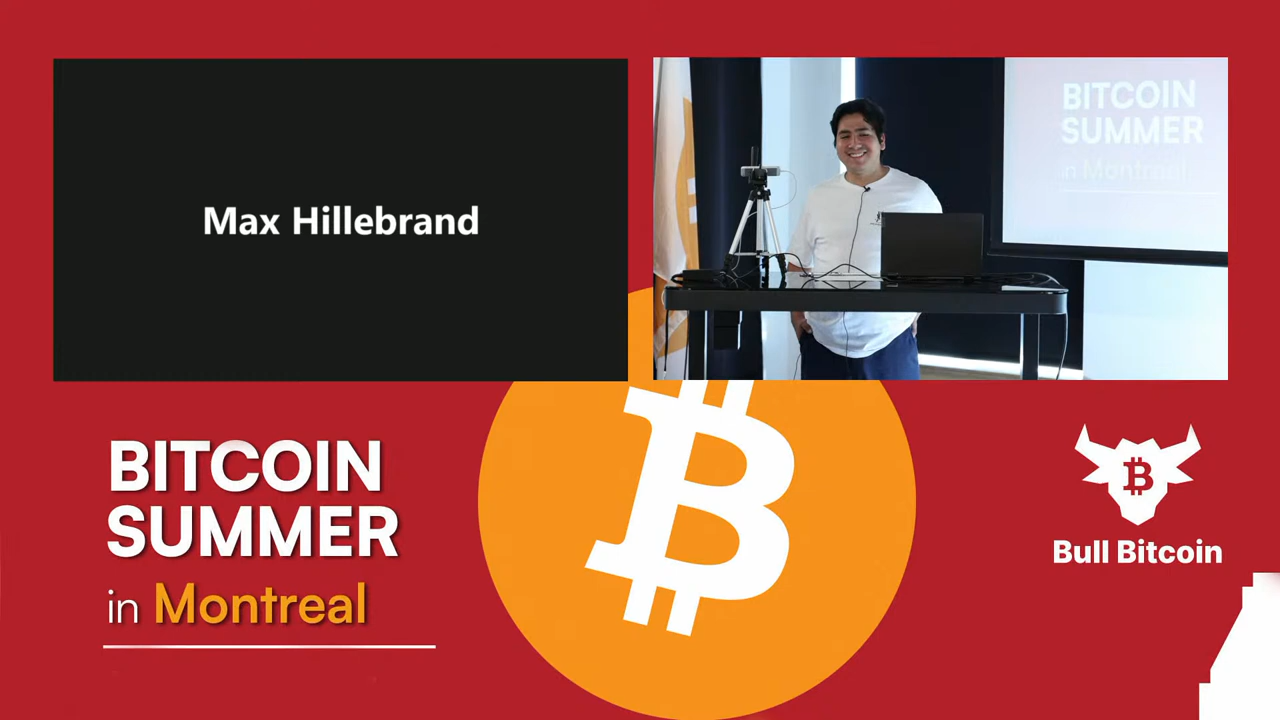 Max Hillebrand
BITCOIN
SUMMER
in Montreal
BITCOIN
SUMMER
in Montreal
Bull Bitcoin